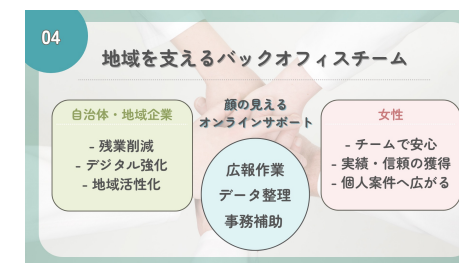 04
地域を支えるバックオフィスチーム
自治体・地域企業
- 残業削減
- デジタル強化
- 地域活性化
顔の見える
オンラインサポート
広報作業
データ整理
事務補助
女性
- チームで安心
- 実績・信頼の獲得
- 個人案件へ広がる